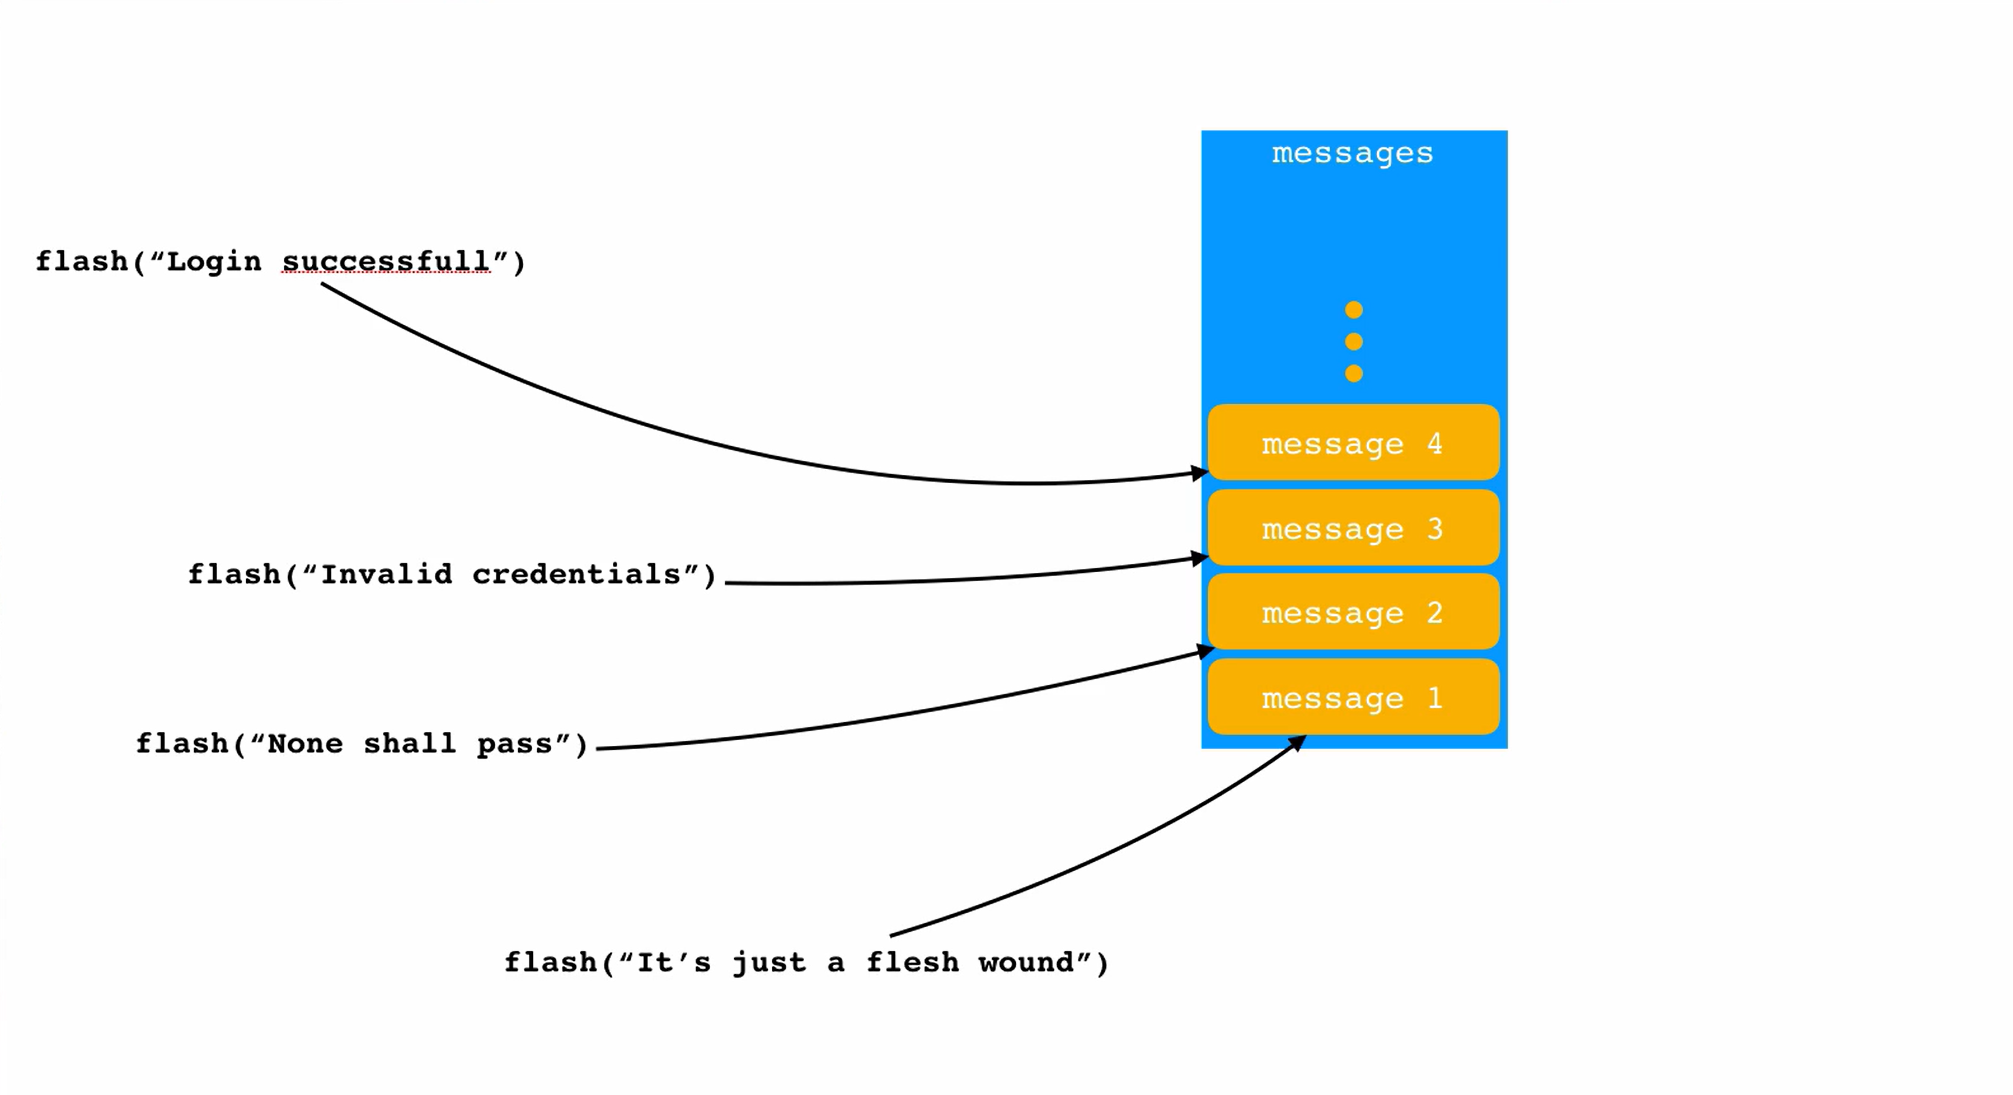 messages
flash(“Login successfull”)
message 4
message 3
flash(“Invalid credentials”)
message 2
message 1
flash(“None shall pass”)
flash(“It’s just a flesh wound”)